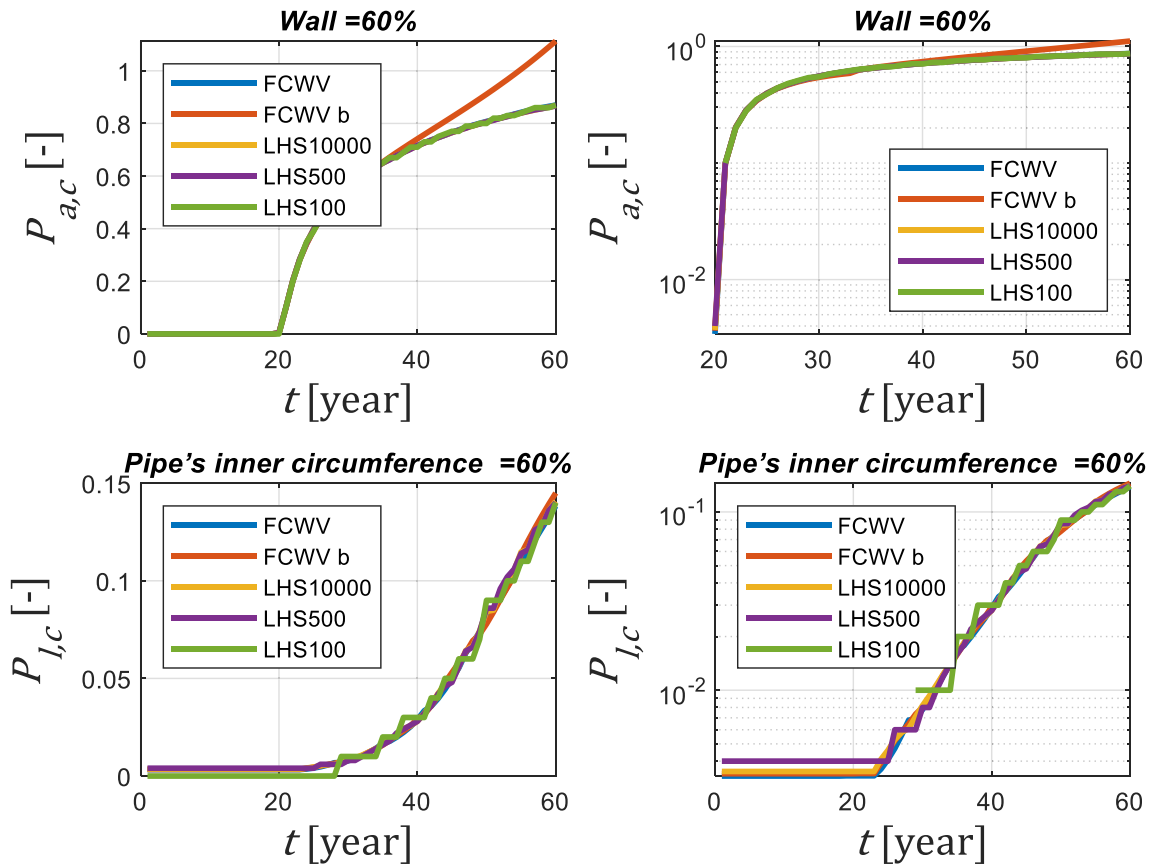 Wall =60%
P a,c [-]
1
0.8
0.6
0.4
0.2
0
FCWV
FCWV b
LHS10000
LHS500
LHS100
0 20 40 60
t [year]
Wall =60%
P a,c [-]
10^0
10^-2
FCWV
FCWV b
LHS10000
LHS500
LHS100
20 30 40 50 60
t [year]
Pipe’s inner circumference =60%
P l,c [-]
0.15
0.1
0.05
0
FCWV
FCWV b
LHS10000
LHS500
LHS100
0 20 40 60
t [year]
Pipe’s inner circumference =60%
P l,c [-]
10^-1
10^-2
FCWV
FCWV b
LHS10000
LHS500
LHS100
0 20 40 60
t [year]